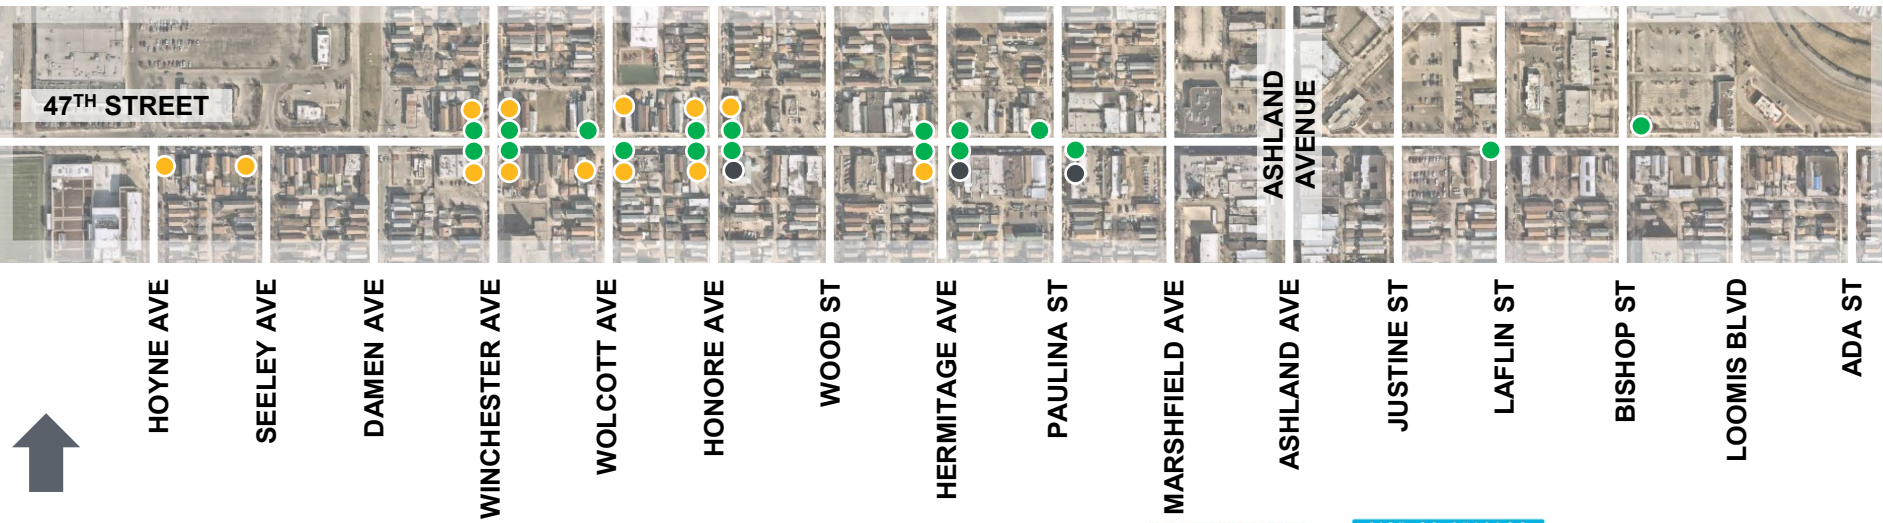 47TH STREET
ASHLAND
AVENUE
HOYNE AVE
SEELEY AVE
DAMEN AVE
WINCHESTER AVE
WOLCOTT AVE
HONORE AVE
WOOD ST
HERMITAGE AVE
PAULINA ST
MARSHFIELD AVE
ASHLAND AVE
JUSTINE ST
LAFLIN ST
BISHOP ST
LOOMIS BLVD
ADA ST